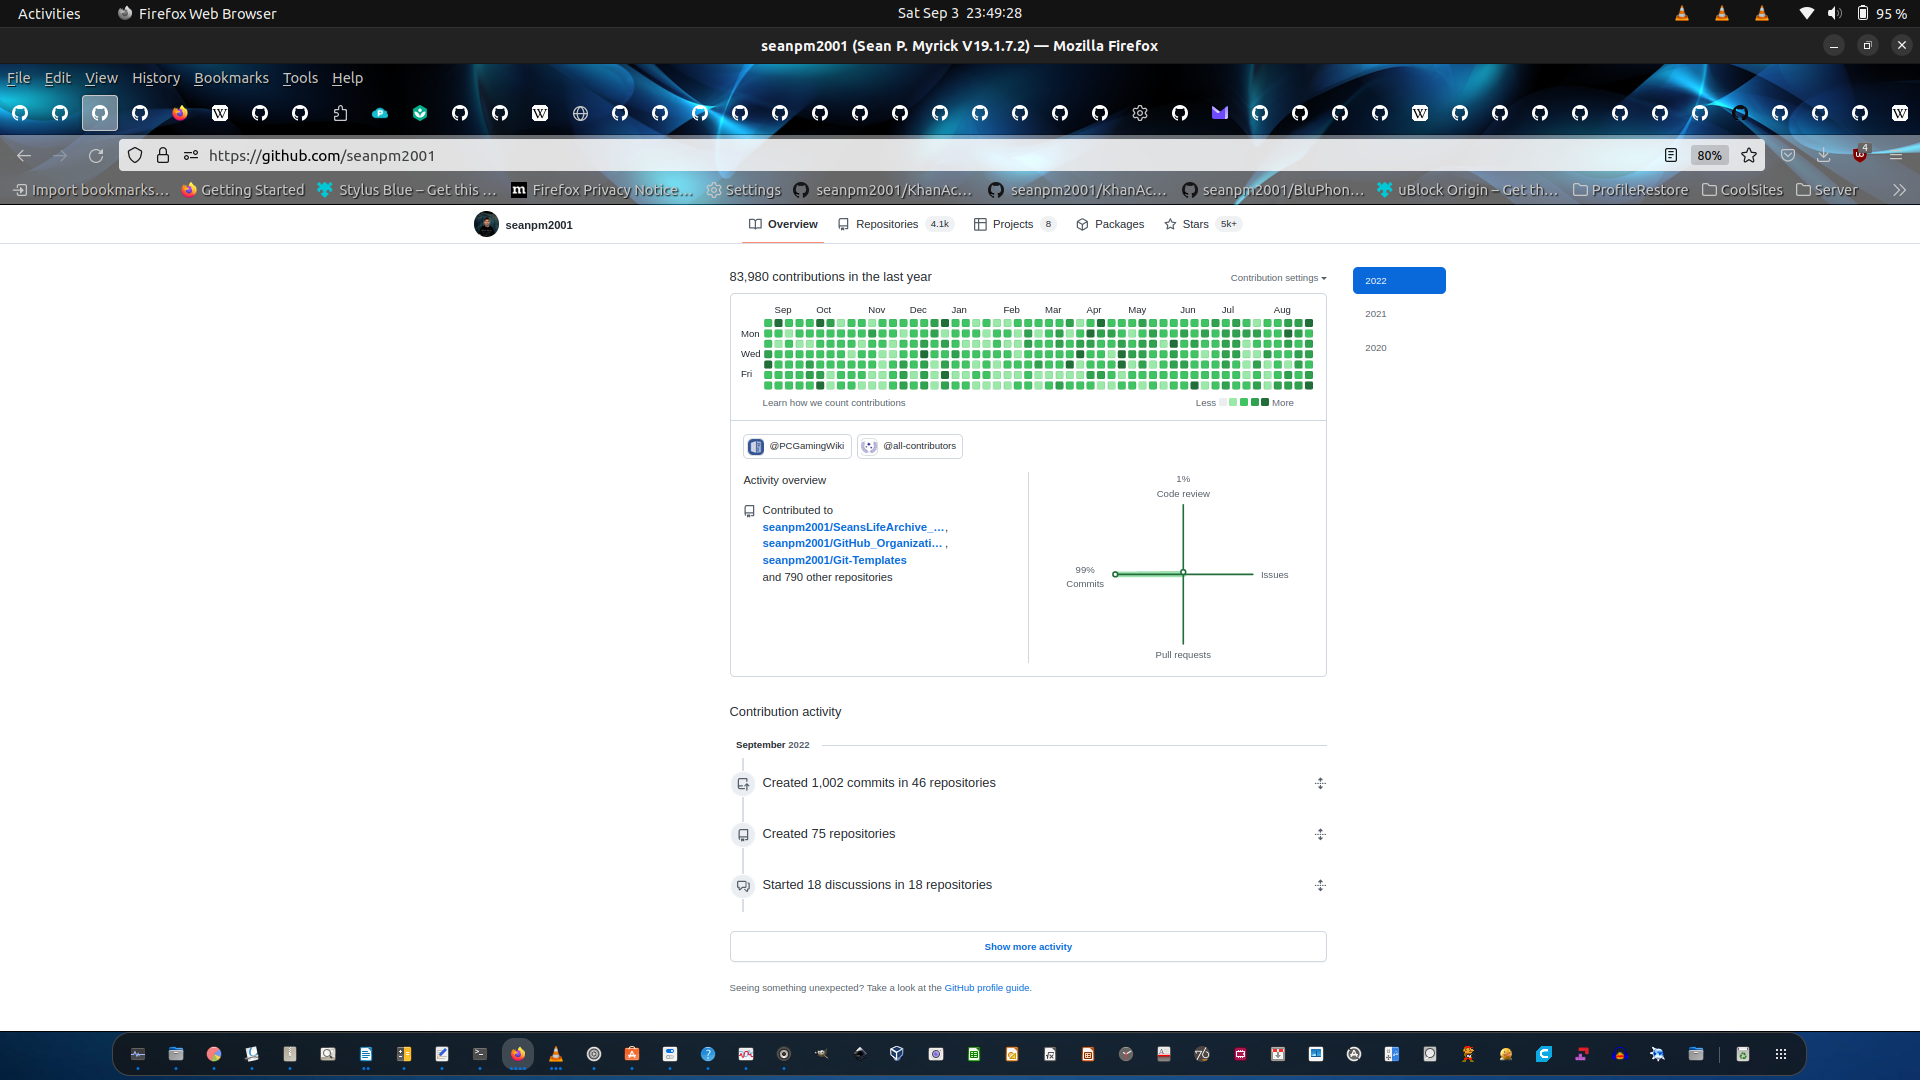 Activities
Firefox Web Browser
Sat Sep 3 23:49:28
95 %
seanpm2001 (Sean P. Myrick V19.1.7.2) — Mozilla Firefox
File Edit View History Bookmarks Tools Help
https://github.com/seanpm2001
80%
4
Import bookmarks…
Getting Started
Stylus Blue – Get this …
Firefox Privacy Notice…
Settings
seanpm2001/KhanAc…
seanpm2001/KhanAc…
seanpm2001/BluPhon…
uBlock Origin – Get th…
ProfileRestore
CoolSites
Server
seanpm2001
Overview
Repositories 4.1k
Projects 8
Packages
Stars 5k+
83,980 contributions in the last year
Contribution settings
2022
2021
2020
Sep Oct Nov Dec Jan Feb Mar Apr May Jun Jul Aug
Mon
Wed
Fri
Learn how we count contributions
Less More
@PCGamingWiki
@all-contributors
Activity overview
Contributed to
seanpm2001/SeansLifeArchive_…,
seanpm2001/GitHub_Organizati… ,
seanpm2001/Git-Templates
and 790 other repositories
1%
Code review
99%
Commits
Issues
Pull requests
Contribution activity
September 2022
Created 1,002 commits in 46 repositories
Created 75 repositories
Started 18 discussions in 18 repositories
Show more activity
Seeing something unexpected? Take a look at the GitHub profile guide.